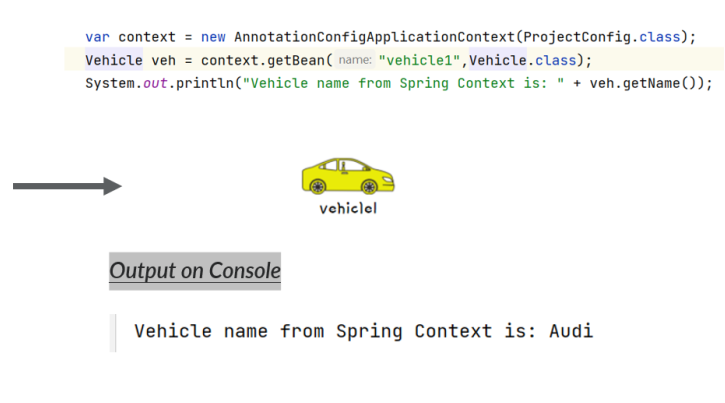 var context = new AnnotationConfigApplicationContext(ProjectConfig.class);
Vehicle veh = context.getBean( name: "vehicle1",Vehicle.class);
System.out.println("Vehicle name from Spring Context is: " + veh.getName());
vehicle1
Output on Console
Vehicle name from Spring Context is: Audi